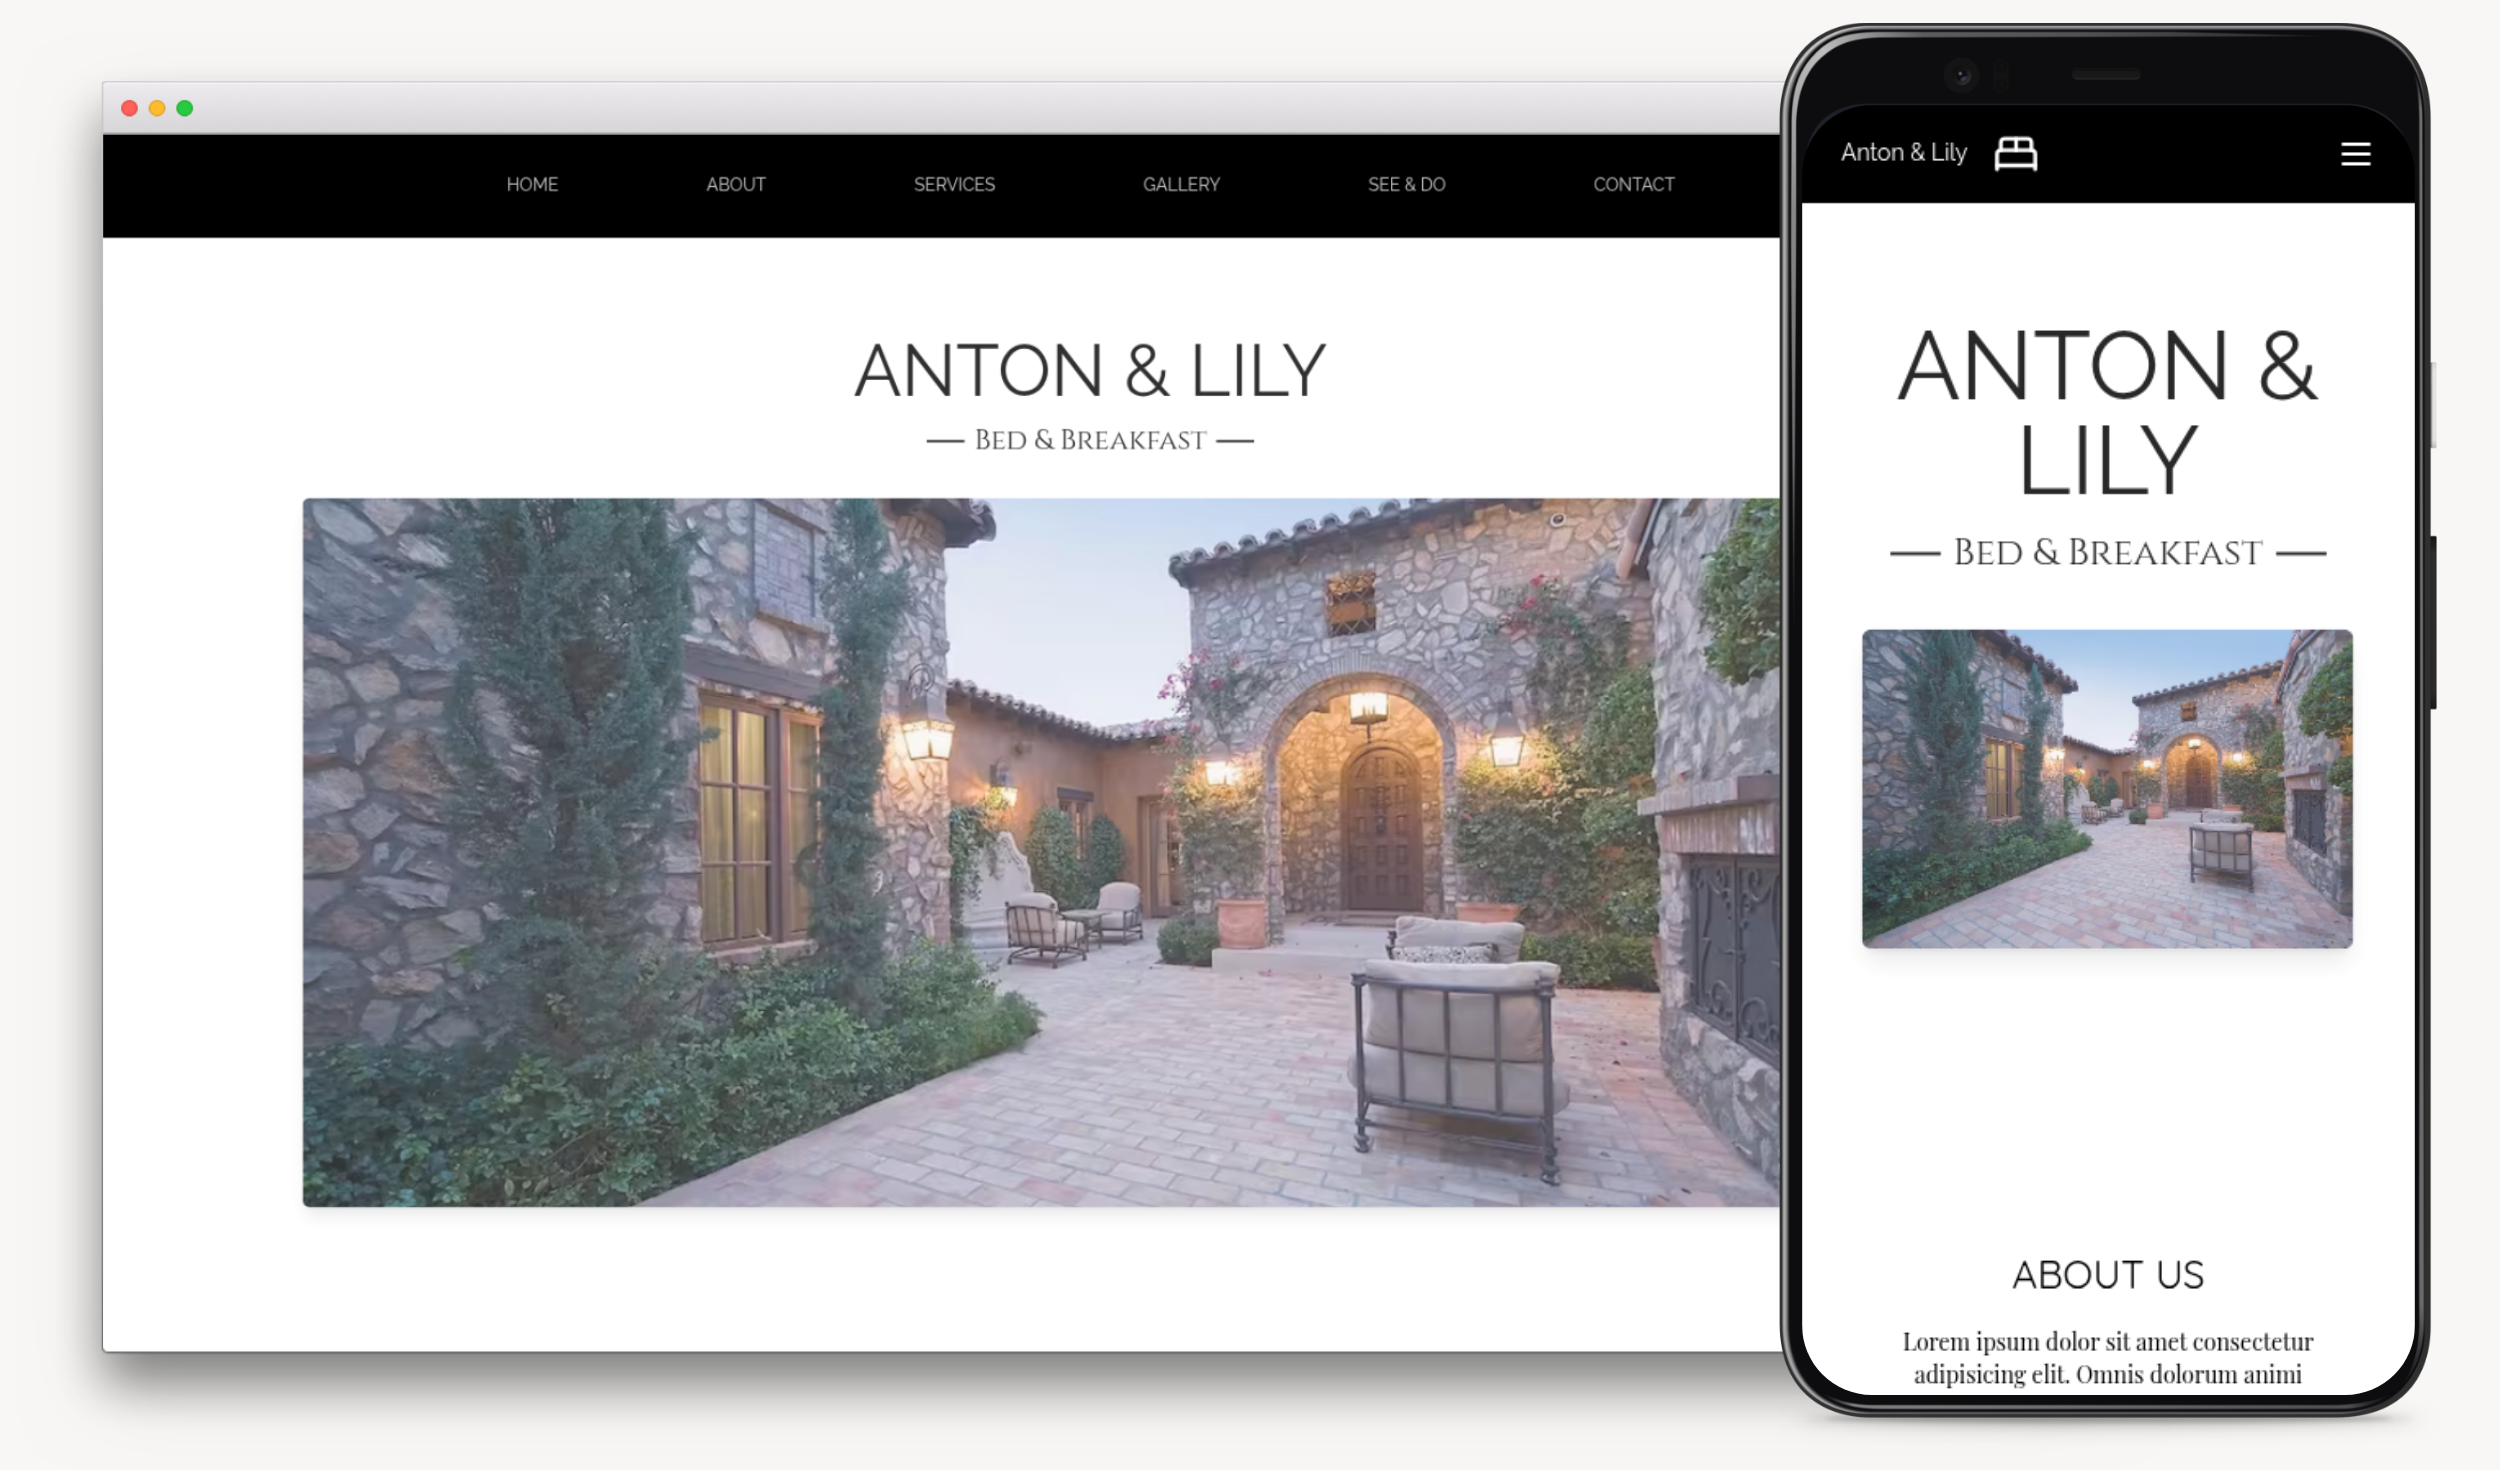 HOME ABOUT SERVICES GALLERY SEE & DO CONTACT
ANTON & LILY
— BED & BREAKFAST —
Anton & Lily
ANTON &
LILY
— BED & BREAKFAST —
ABOUT US
Lorem ipsum dolor sit amet consectetur
adipisicing elit. Omnis dolorum animi